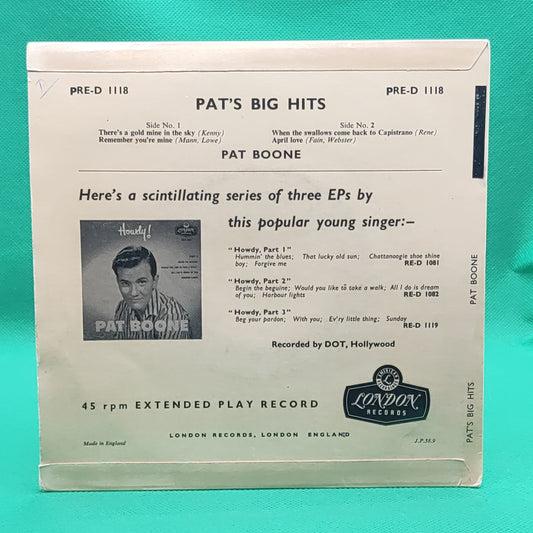 PRE-D 1118
PRE-D 1118
PAT'S BIG HITS
Side No. 1
There's a gold mine in the sky (Kenny)
Remember you're mine (Mann, Lowe)
Side No. 2
When the swallows come back to Capistrano (Rene)
April love (Fain, Webster)
PAT BOONE
Here's a scintillating series of three EPs by
this popular young singer:—
Howdy!
LONDON
PAT BOONE
"Howdy, Part 1"
Hummin' the blues; That lucky old sun; Chattanoogie shoe shine
boy; Forgive me RE-D 1081
"Howdy, Part 2"
Begin the beguine; Would you like to take a walk; All I do is dream
of you; Harbour lights RE-D 1082
"Howdy, Part 3"
Beg your pardon; With you; Ev'ry little thing; Sunday
RE-D 1119
Recorded by DOT, Hollywood
45 rpm EXTENDED PLAY RECORD
AMERICAN
LONDON
RECORDS
LONDON RECORDS, LONDON ENGLAND
Made in England
J.P.58.9
PAT BOONE
PAT'S BIG HITS